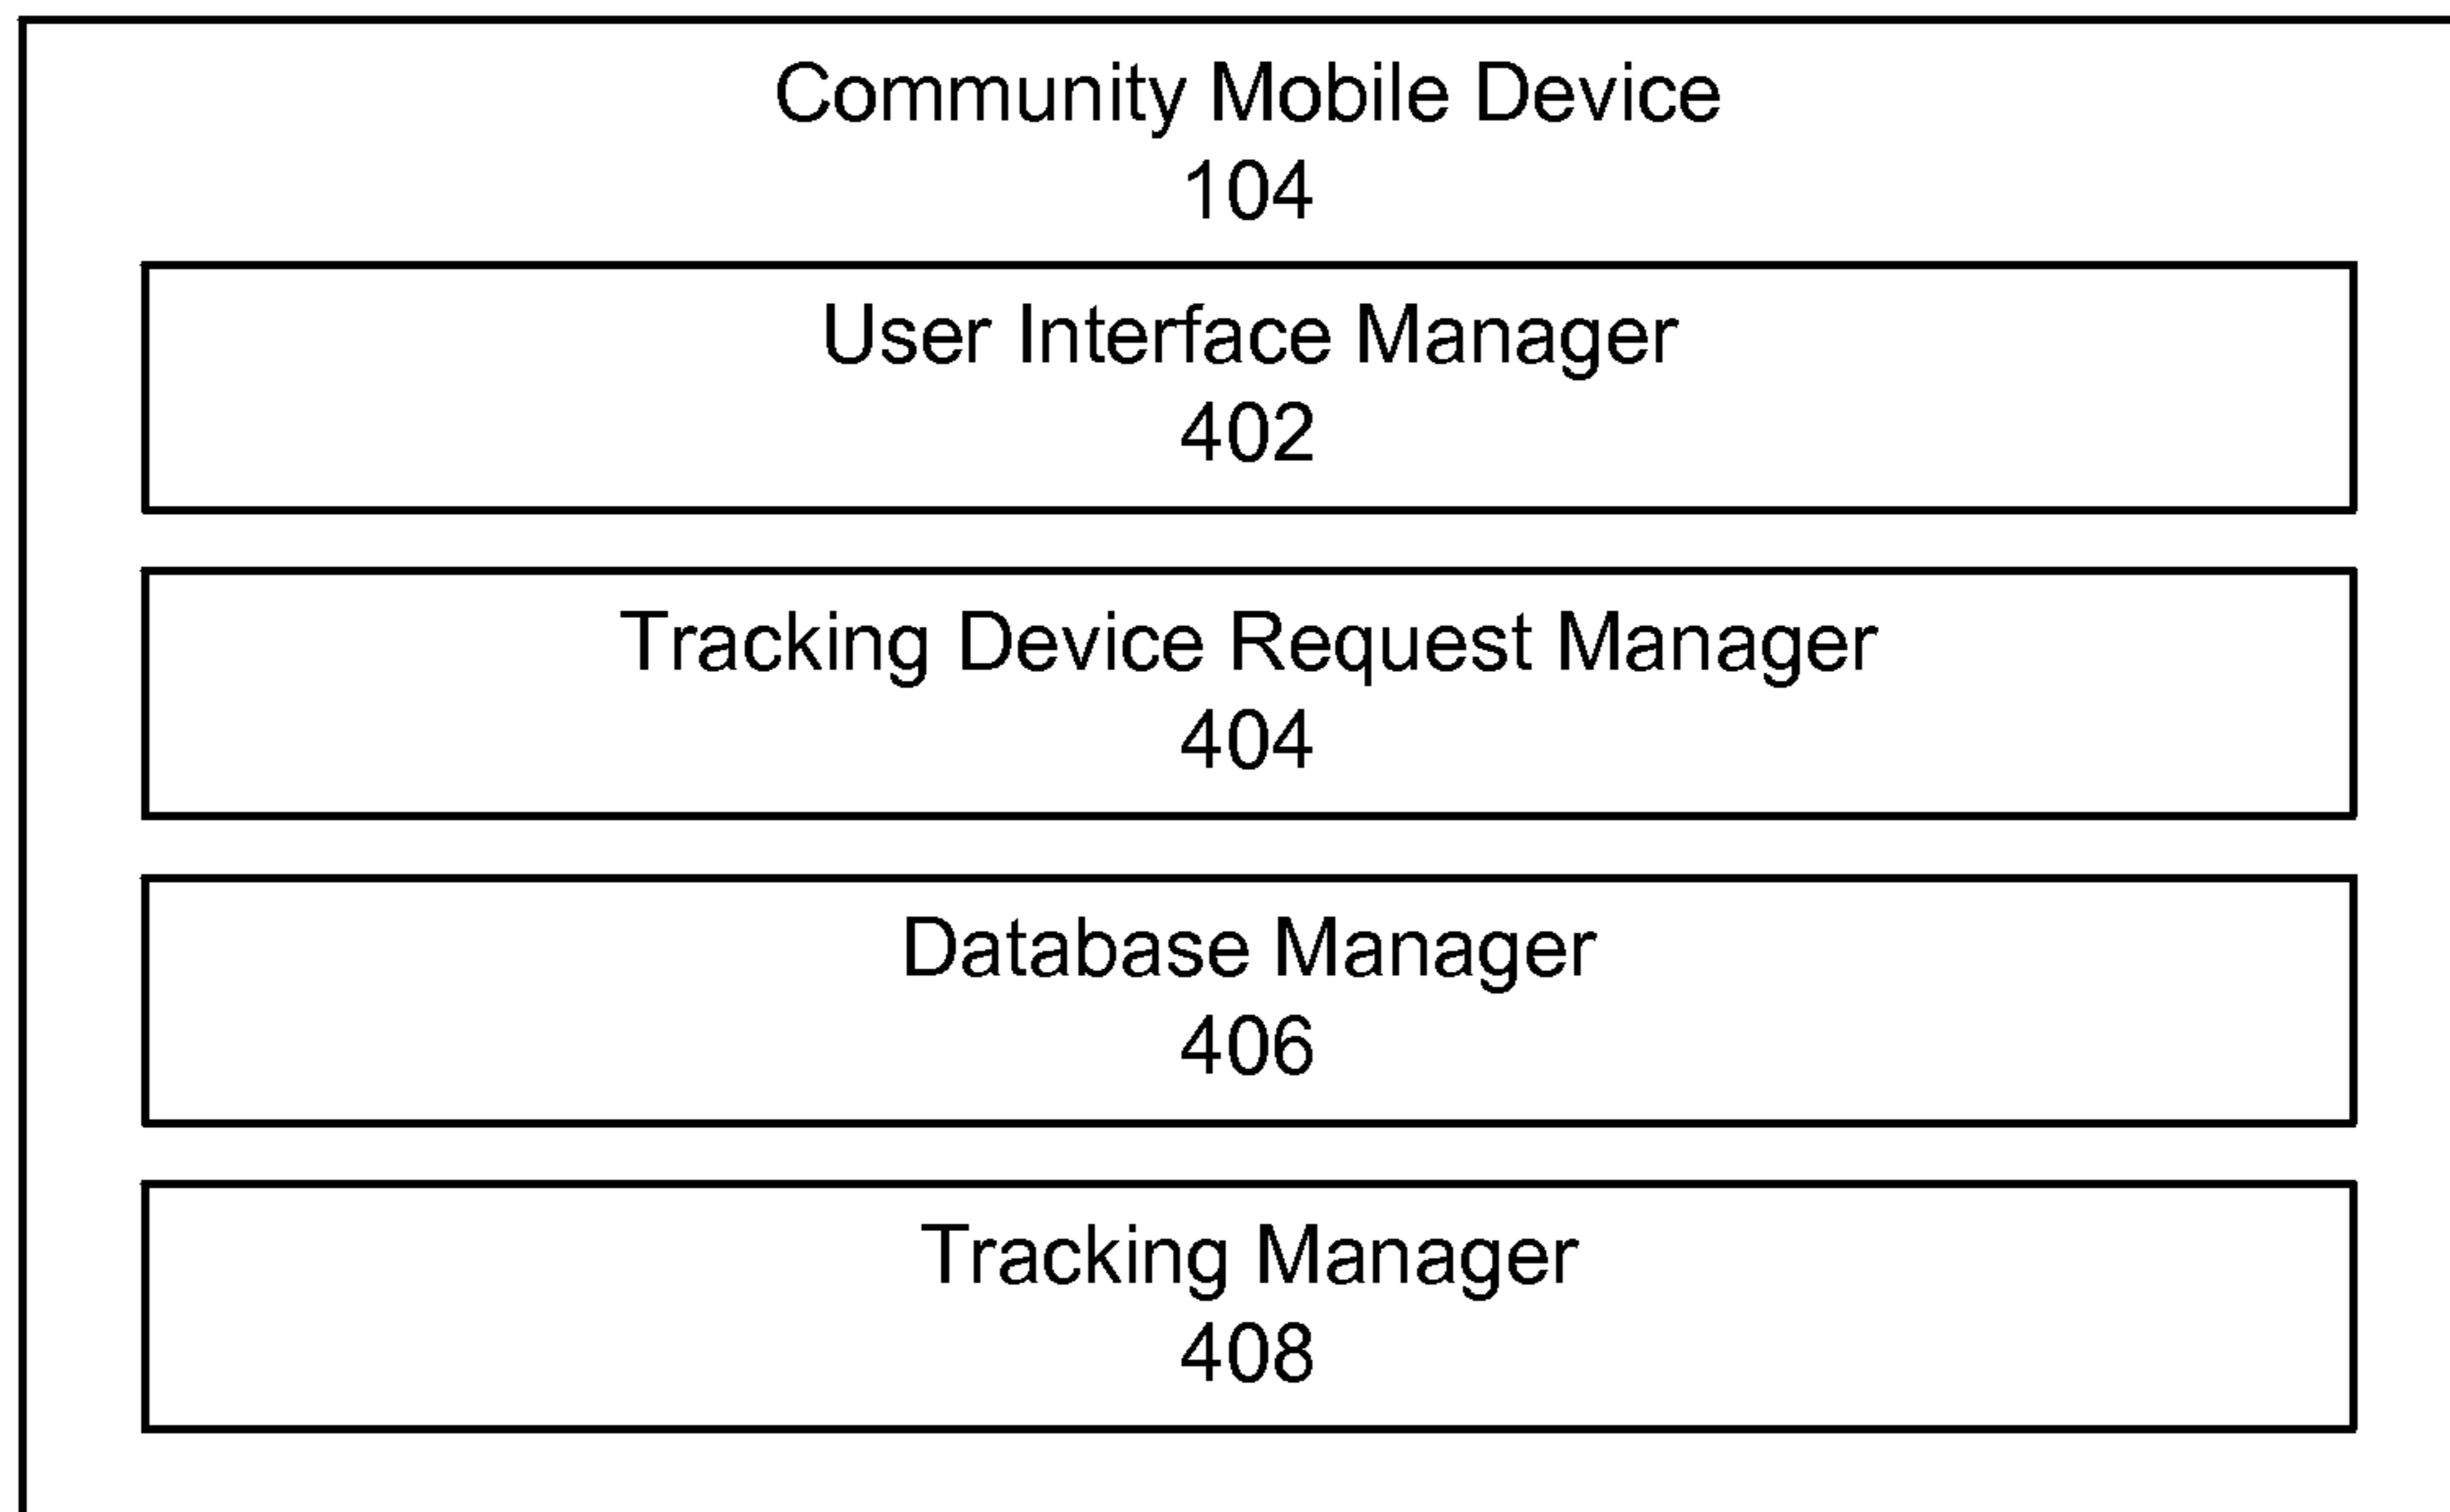 Community Mobile Device
104
User Interface Manager
402
Tracking Device Request Manager
404
Database Manager
406
Tracking Manager
408